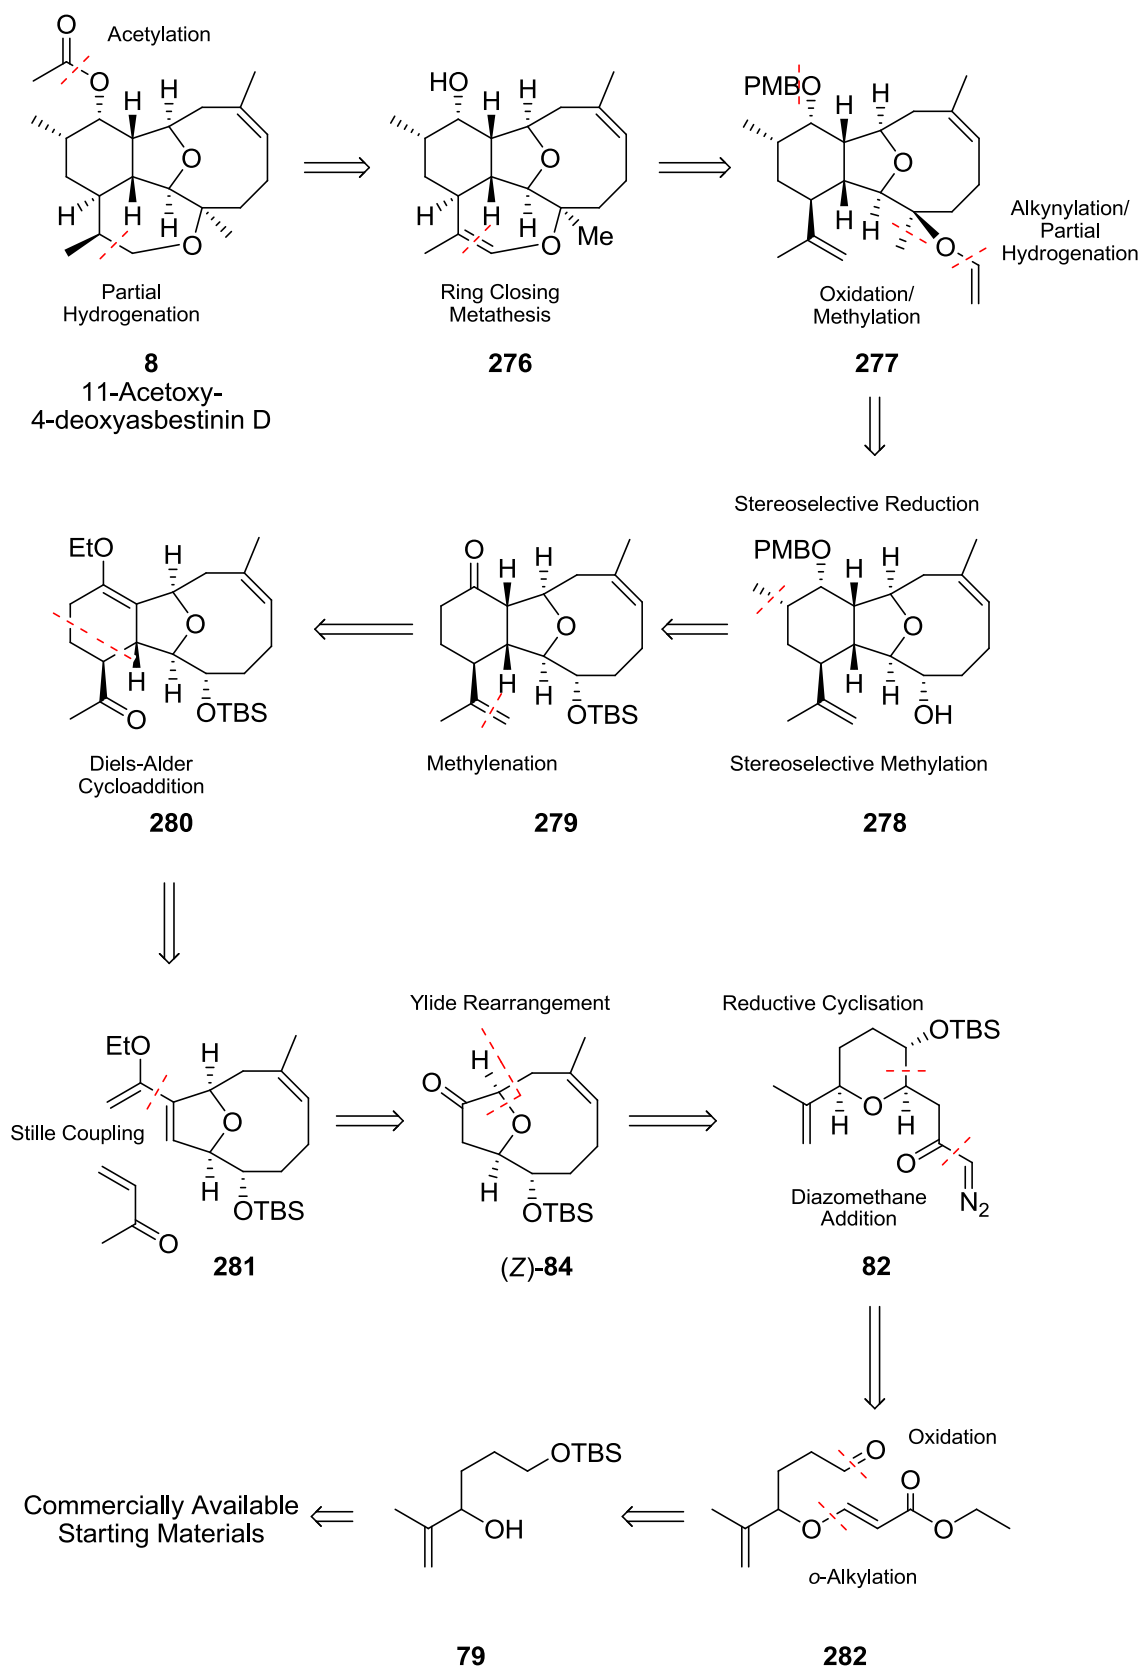 O
Acetylation
O
H
H
O
H
H
O
Partial
Hydrogenation
8
11-Acetoxy-
4-deoxyasbestinin D
HO
H
H
O
H
H
H
O
Me
Ring Closing
Metathesis
276
PMBO
H
H
O
H
H
O
Alkynylation/
Partial
Hydrogenation
Oxidation/
Methylation
277
EtO
H
O
H
H
O
OTBS
Diels-Alder
Cycloaddition
280
O
H
H
O
H
H
OTBS
Methylenation
279
Stereoselective Reduction
PMBO
H
H
O
H
H
OH
Stereoselective Methylation
278
EtO
H
O
H
OTBS
Stille Coupling
O
281
Ylide Rearrangement
H
O
O
H
OTBS
(Z)-84
Reductive Cyclisation
OTBS
O
H
H
O
N2
Diazomethane
Addition
82
Commercially Available
Starting Materials
OTBS
OH
79
O
Oxidation
O
O
O
o-Alkylation
282